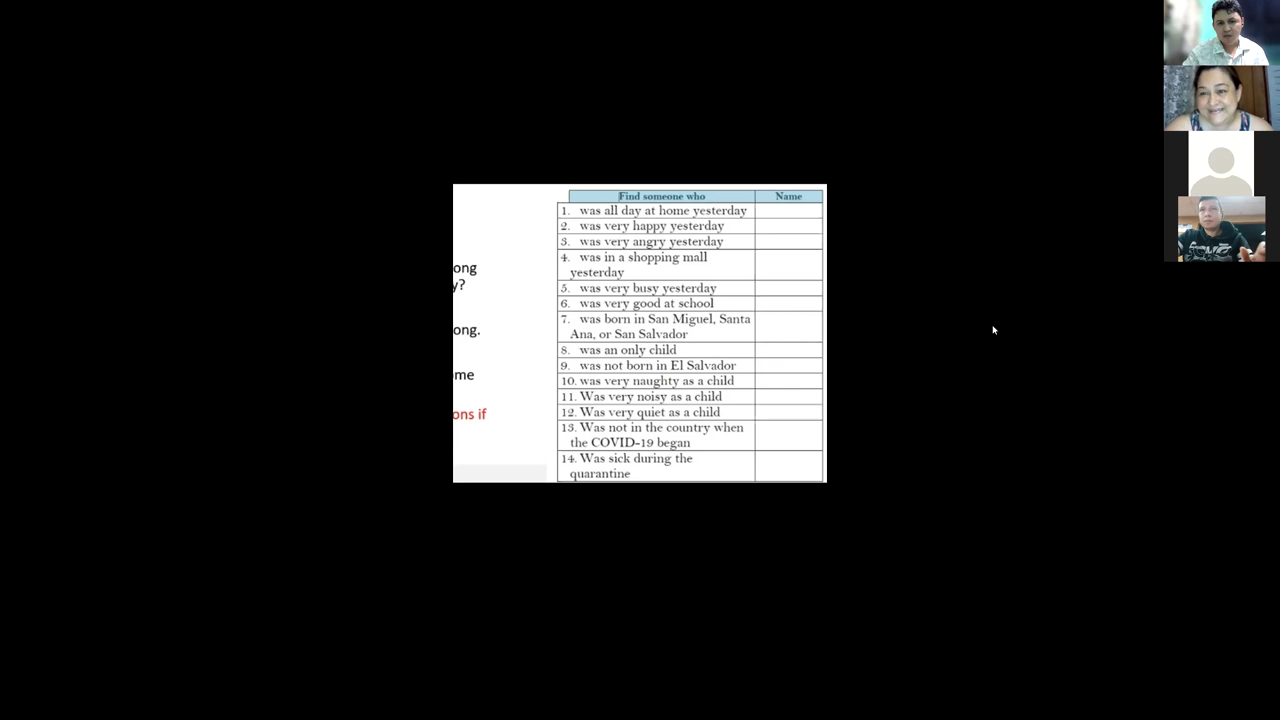 ong
y?
ong.
ome
ons if
Find someone who Name
1. was all day at home yesterday
2. was very happy yesterday
3. was very angry yesterday
4. was in a shopping mall
yesterday
5. was very busy yesterday
6. was very good at school
7. was born in San Miguel, Santa
Ana, or San Salvador
8. was an only child
9. was not born in El Salvador
10. was very naughty as a child
11. Was very noisy as a child
12. Was very quiet as a child
13. Was not in the country when
the COVID-19 began
14. Was sick during the
quarantine